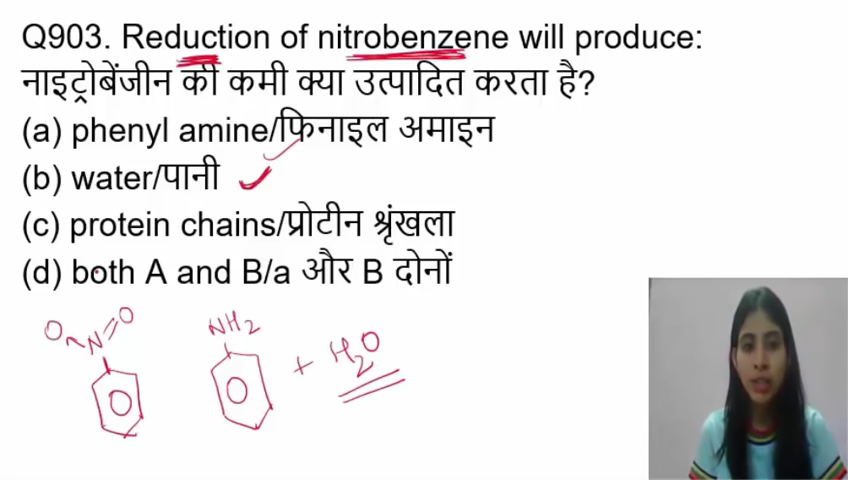 Q903. Reduction of nitrobenzene will produce:
नाइट्रोबेंजीन की कमी क्या उत्पादित करता है?
(a) phenyl amine/फिनाइल अमाइन
(b) water/पानी
(c) protein chains/प्रोटीन श्रृंखला
(d) both A and B/a और B दोनों
O N O
NH2
+ H2O
O O